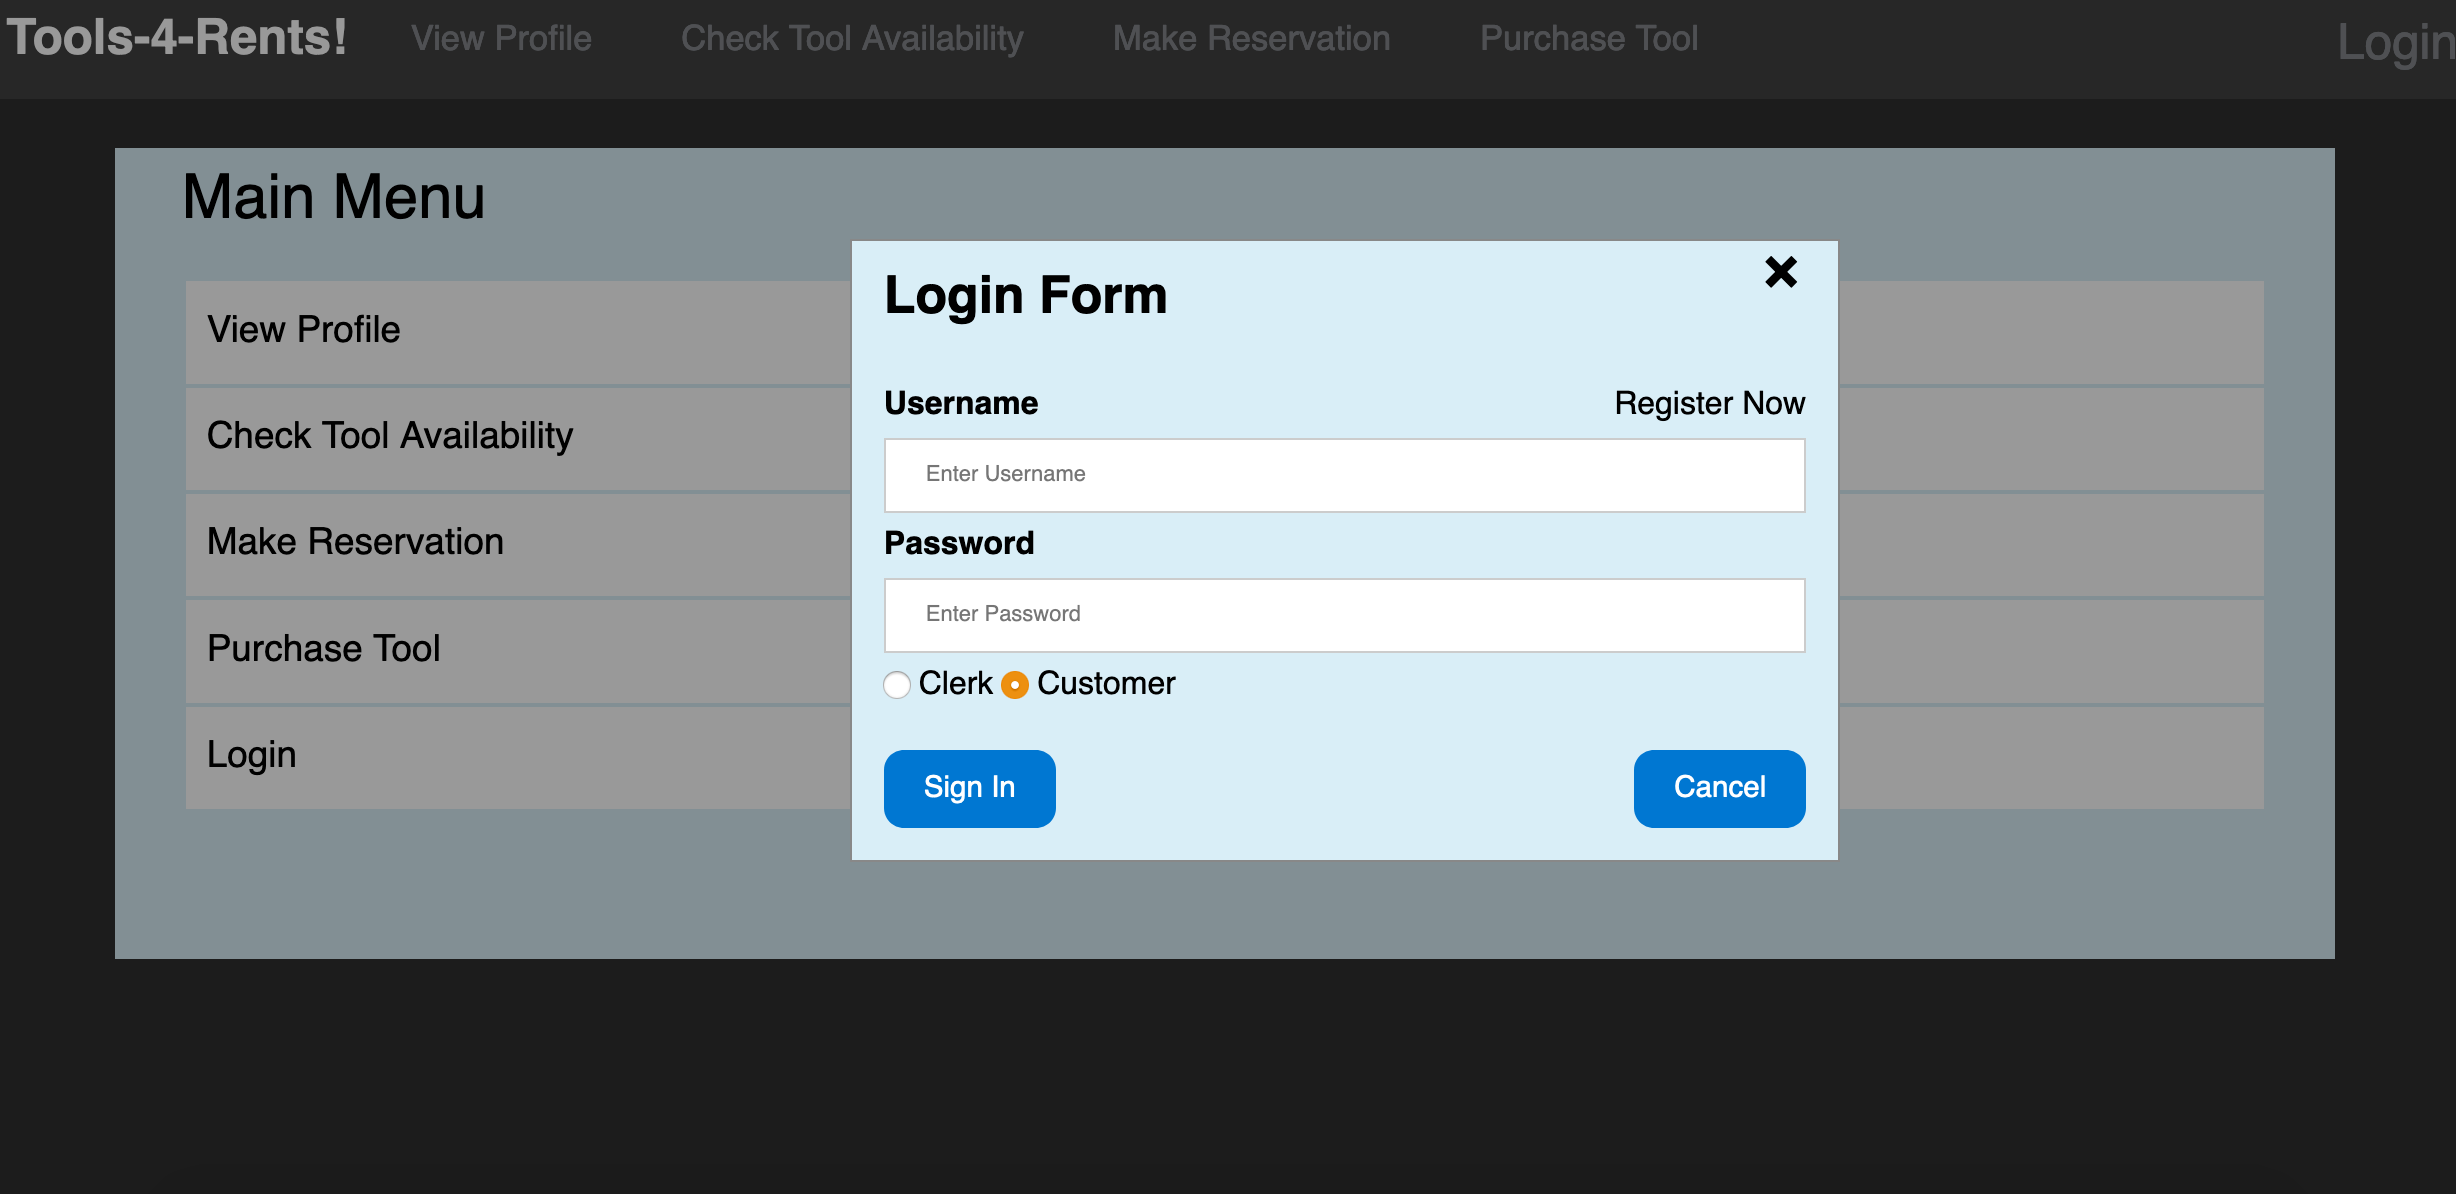 Tools-4-Rents! View Profile Check Tool Availability Make Reservation Purchase Tool Login
Main Menu
View Profile
Check Tool Availability
Make Reservation
Purchase Tool
Login
Login Form
Username Register Now
Enter Username
Password
Enter Password
Clerk Customer
Sign In Cancel